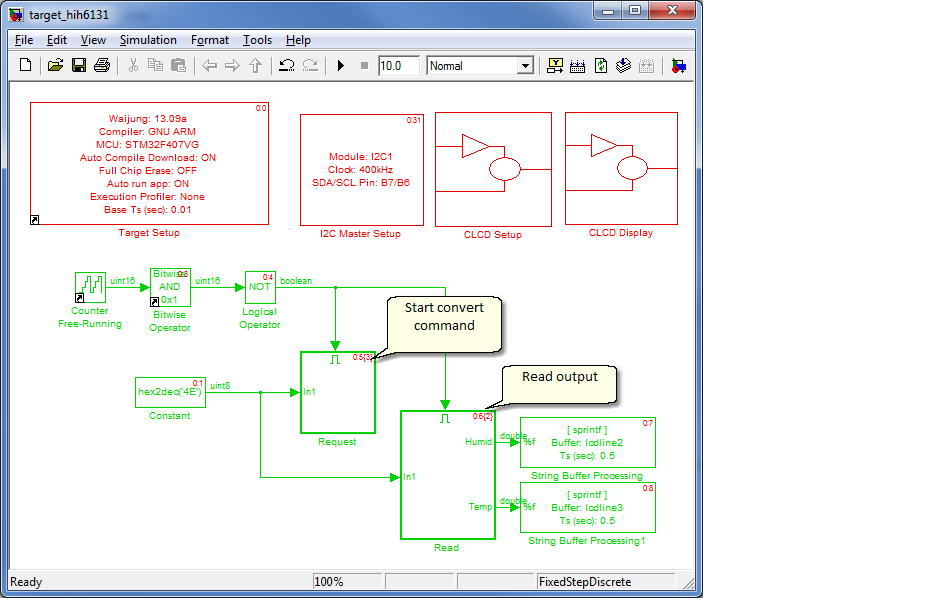 target_hih6131
File Edit View Simulation Format Tools Help
10.0 Normal
0:0
Waijung: 13.09a
Compiler: GNU ARM
MCU: STM32F407VG
Auto Compile Download: ON
Full Chip Erase: OFF
Auto run app: ON
Execution Profiler: None
Base Ts (sec): 0.01
Target Setup
0:31
Module: I2C1
Clock: 400kHz
SDA/SCL Pin: B7/B6
I2C Master Setup
CLCD Setup
CLCD Display
Counter
Free-Running
uint16
0:3
Bitwise
AND
0x1
Bitwise
Operator
uint16
0:4
NOT
Logical
Operator
boolean
Start convert
command
0:5{3}
In1
Request
0:1
hex2dec('4E')
Constant
uint8
Read output
0:6{2}
In1
Humid
Temp
Read
double
0:7
%f
[ sprintf ]
Buffer: lcdline2
Ts (sec): 0.5
String Buffer Processing
double
0:8
%f
[ sprintf ]
Buffer: lcdline3
Ts (sec): 0.5
String Buffer Processing1
Ready 100% FixedStepDiscrete